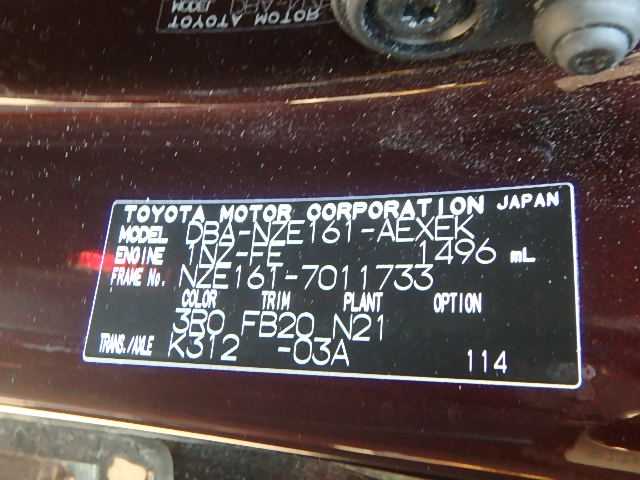 TOYOTA MOTOR CORPORATION JAPAN
MODEL DBA-NZE161-AEXEK
ENGINE 1NZ-FE 1496 mL
FRAME No. NZE161-7011733
COLOR TRIM PLANT OPTION
3R0 FB20 N21
TRANS./AXLE K312 -03A
114